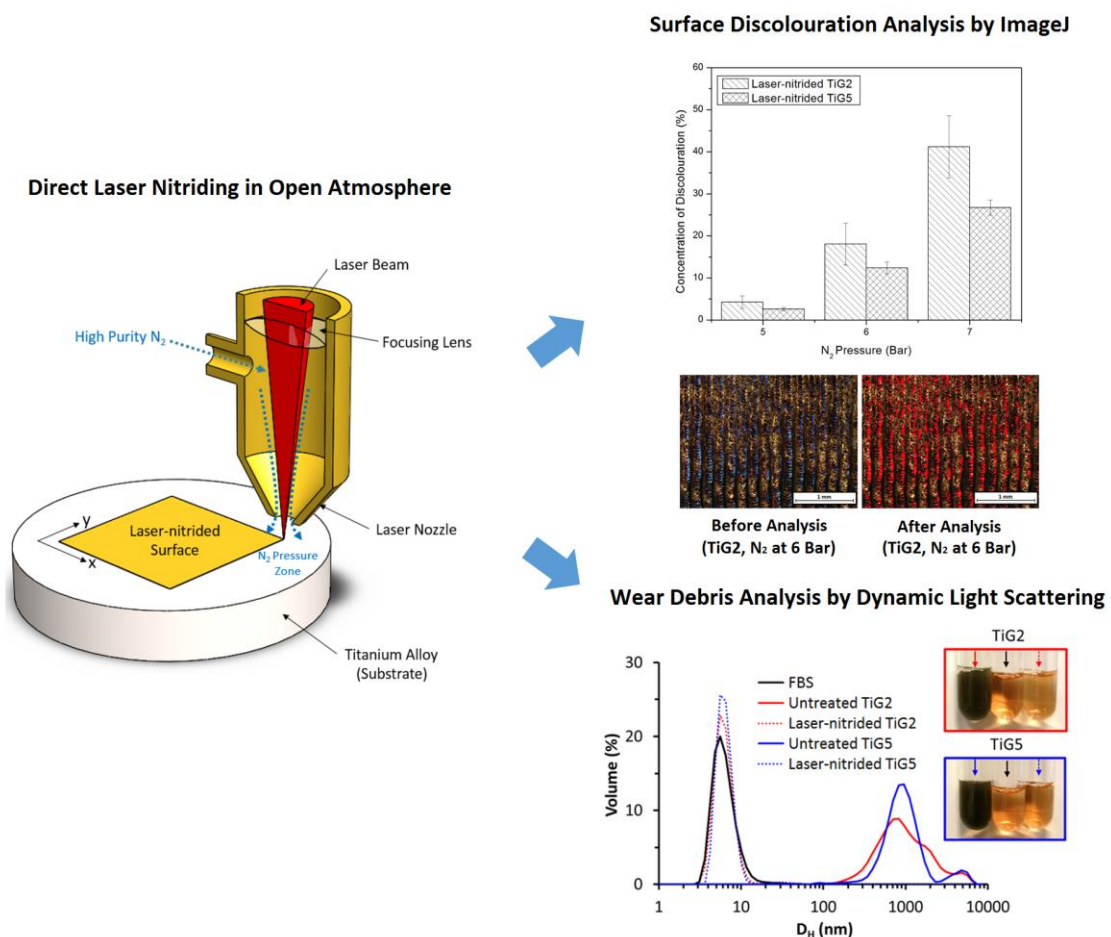 Direct Laser Nitriding in Open Atmosphere
Laser Beam
High Purity N₂
Focusing Lens
Laser Nozzle
Laser-nitrided
Surface
y
x
N₂ Pressure
Zone
Titanium Alloy
(Substrate)
Surface Discolouration Analysis by ImageJ
Laser-nitrided TiG2
Laser-nitrided TiG5
Concentration of Discolouration (%)
60
50
40
30
20
10
0
5 6 7
N₂ Pressure (Bar)
1 mm
1 mm
Before Analysis
(TiG2, N₂ at 6 Bar)
After Analysis
(TiG2, N₂ at 6 Bar)
Wear Debris Analysis by Dynamic Light Scattering
TiG2
TiG5
FBS
Untreated TiG2
Laser-nitrided TiG2
Untreated TiG5
Laser-nitrided TiG5
Volume (%)
30
20
10
0
1 10 100 1000 10000
D_H (nm)